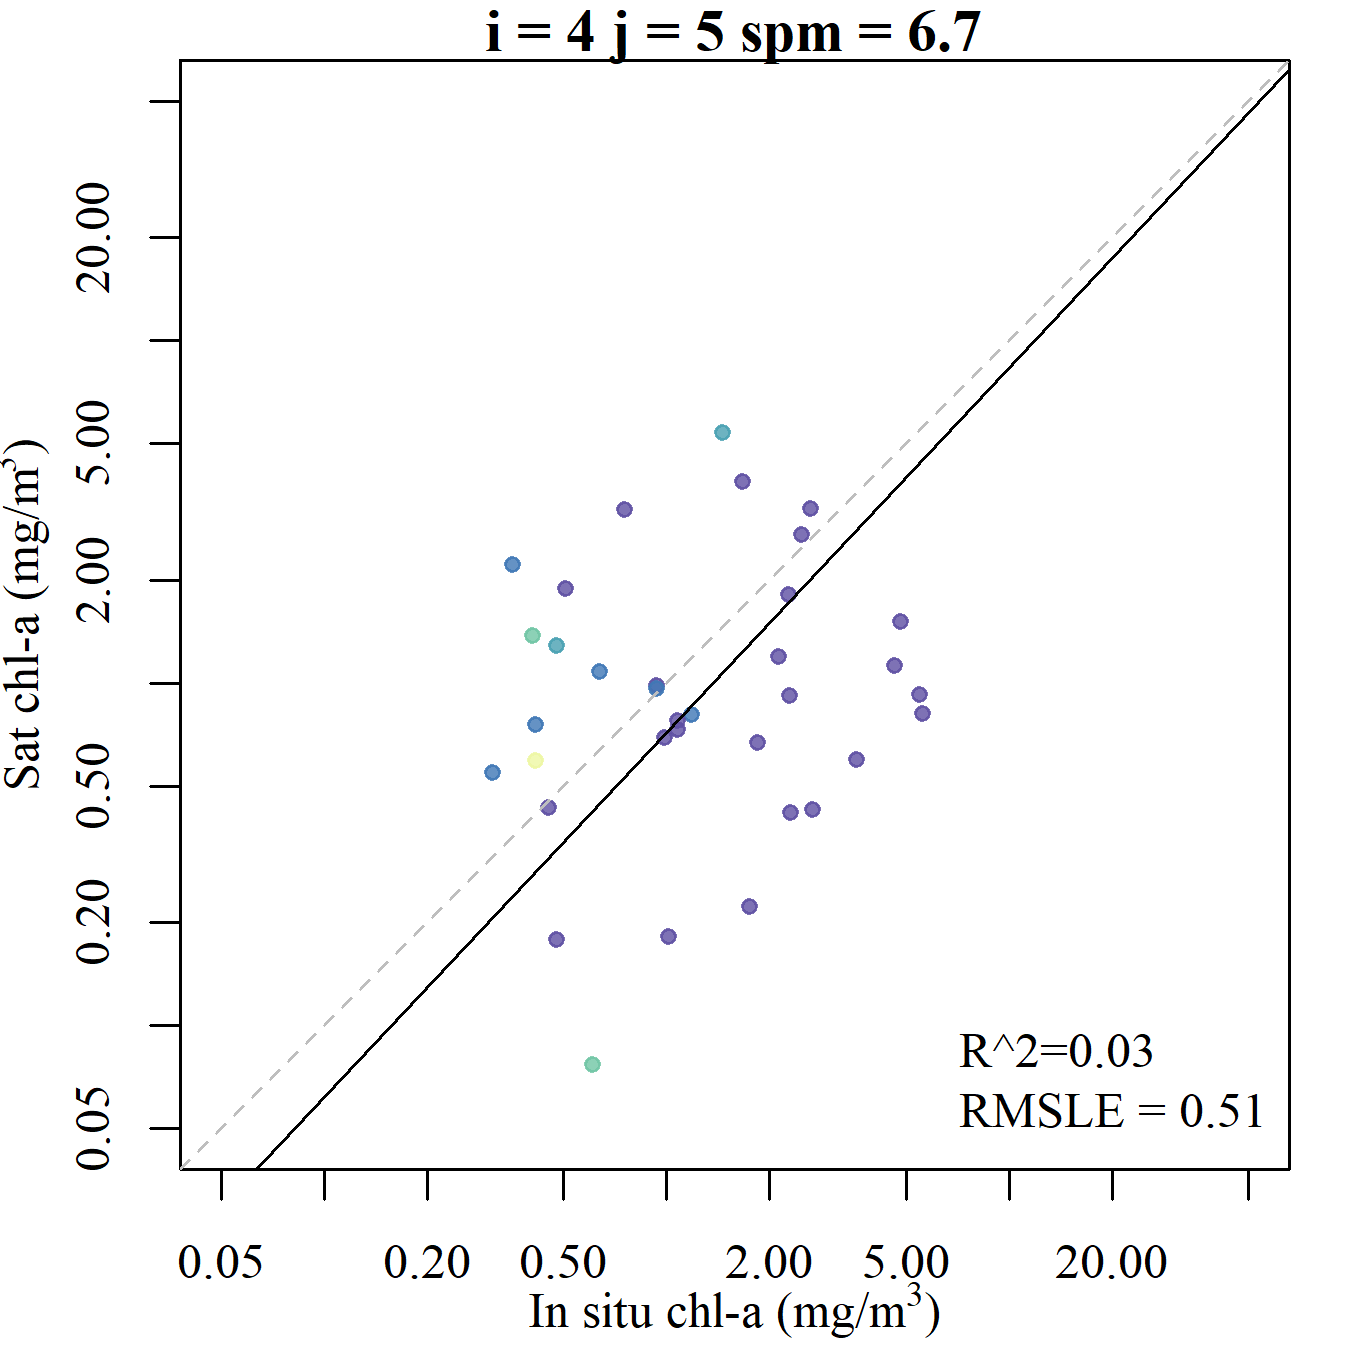 i = 4 j = 5 spm = 6.7
Sat chl-a (mg/m³)
20.00
5.00
2.00
0.50
0.20
0.05
R^2=0.03
RMSLE = 0.51
0.05 0.20 0.50 2.00 5.00 20.00
In situ chl-a (mg/m³)